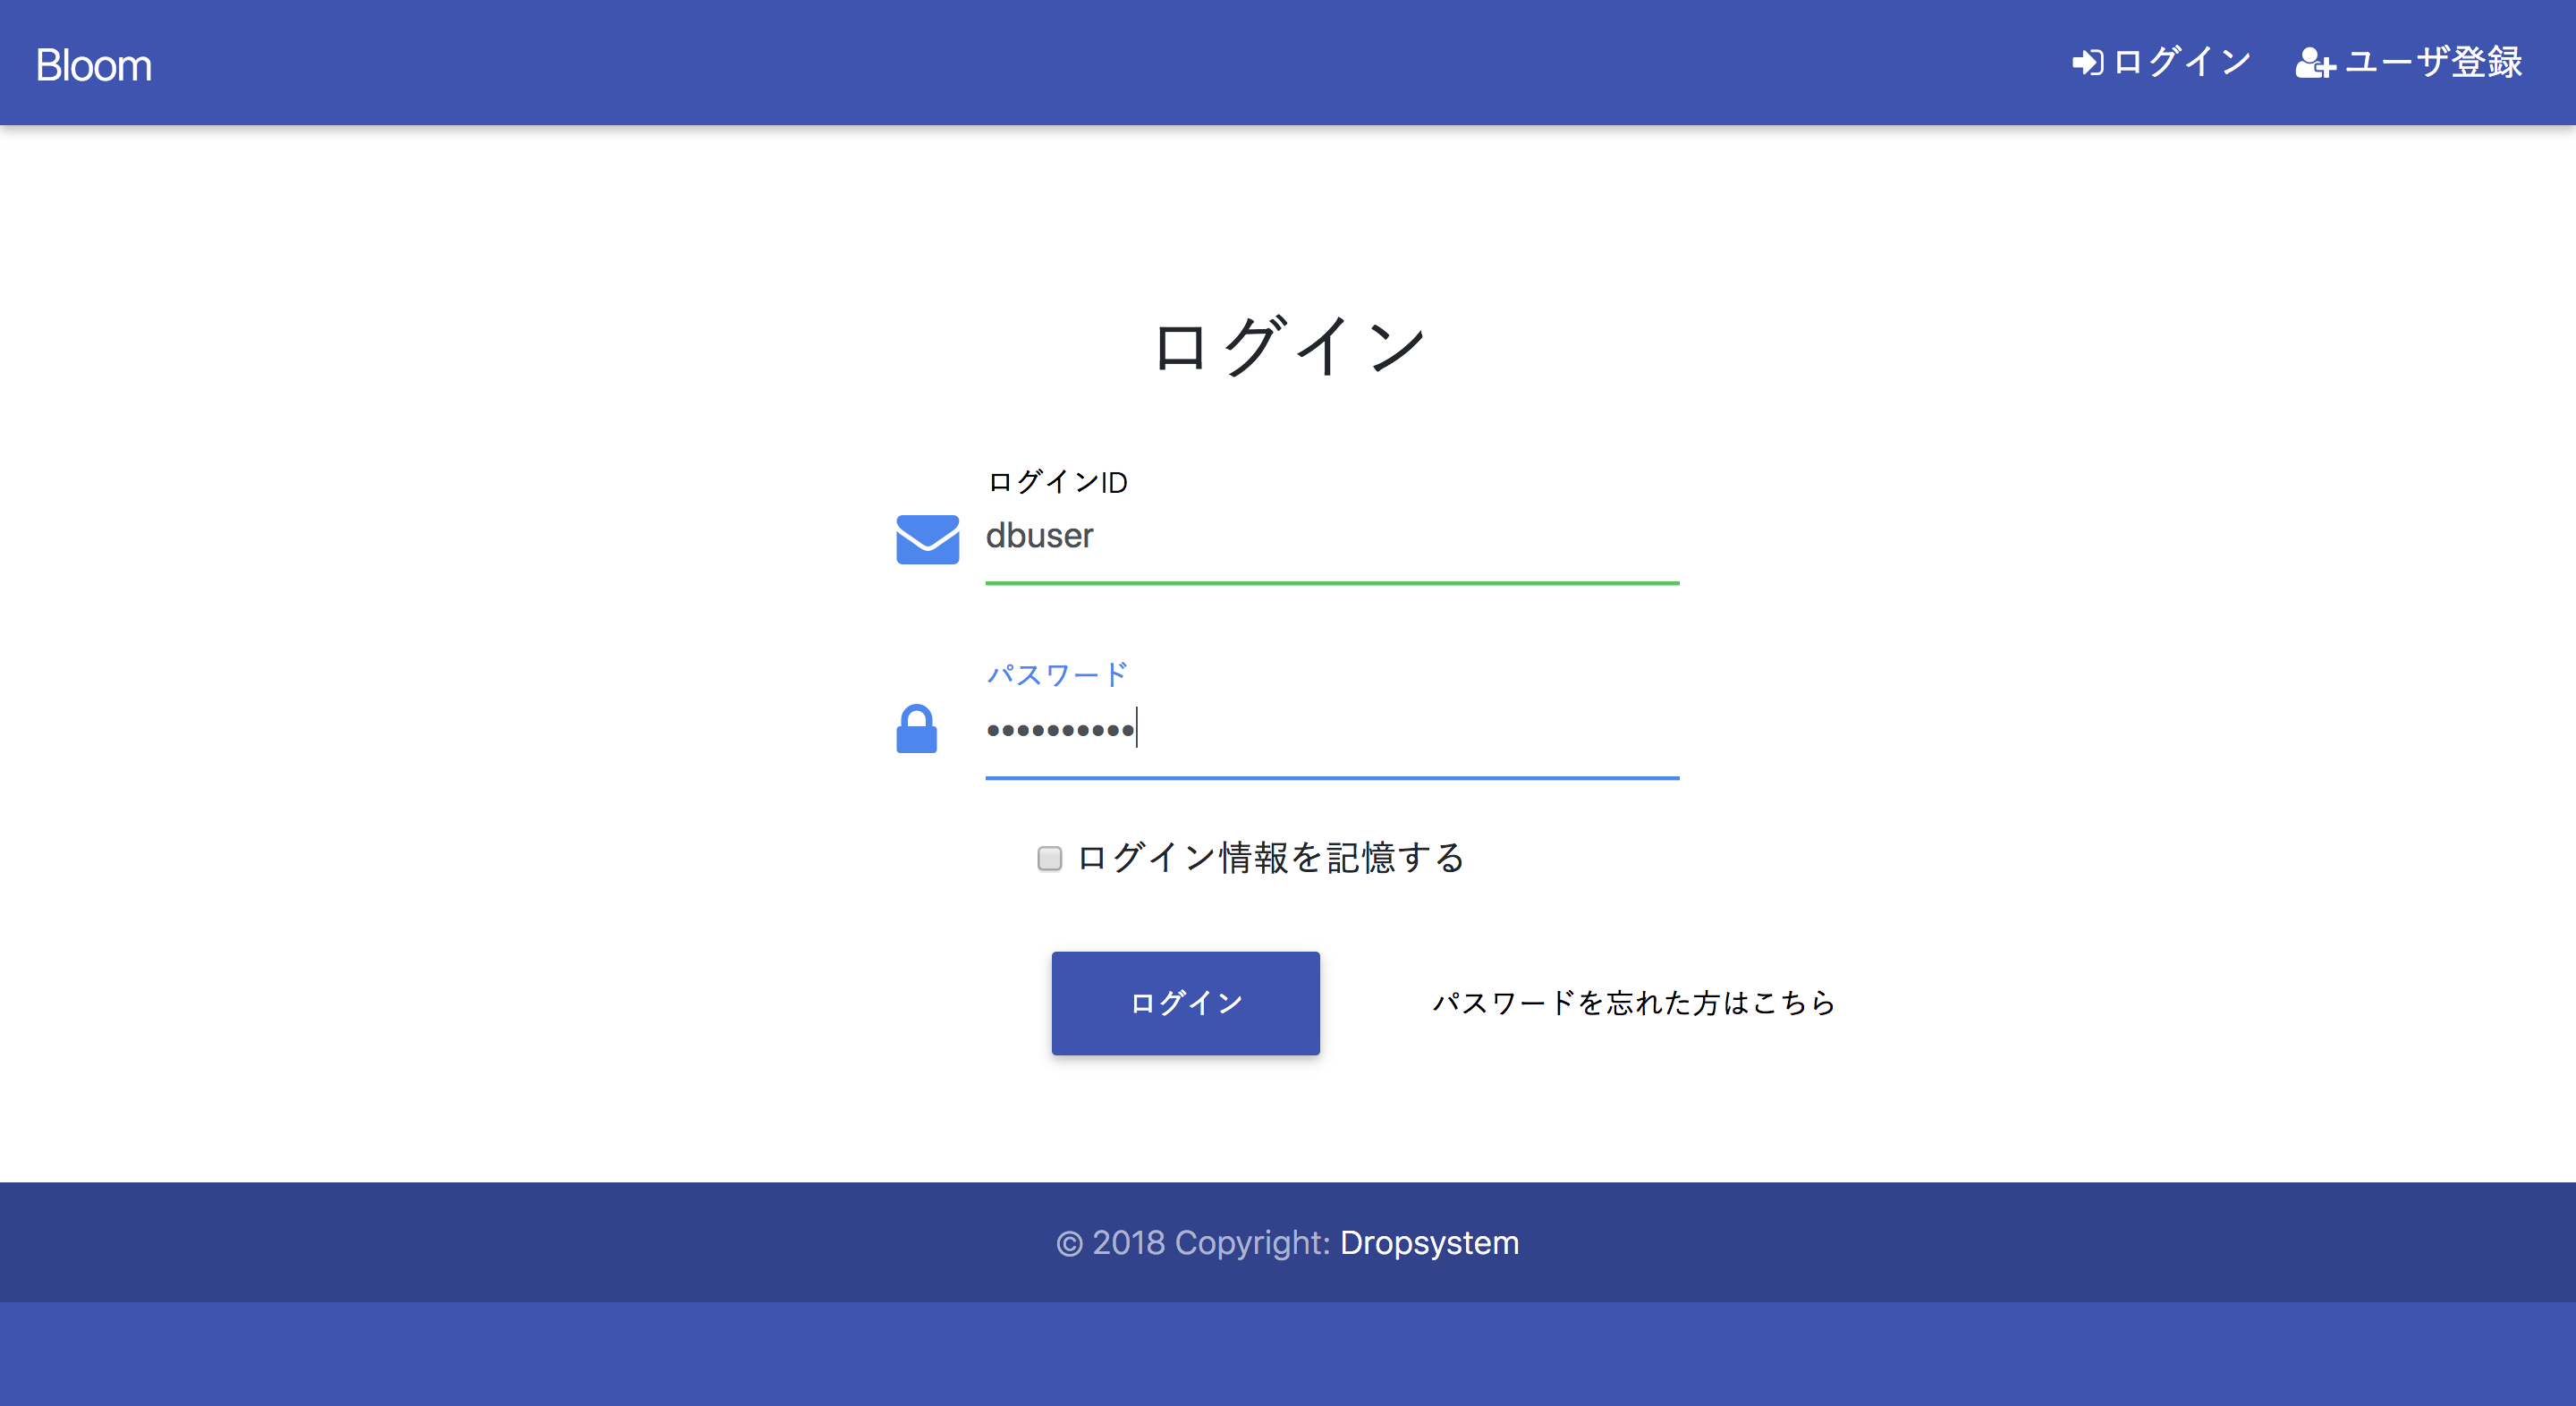 Bloom
ログイン ユーザ登録
ログイン
ログインID
dbuser
パスワード
••••••••••
ログイン情報を記憶する
ログイン パスワードを忘れた方はこちら
© 2018 Copyright: Dropsystem